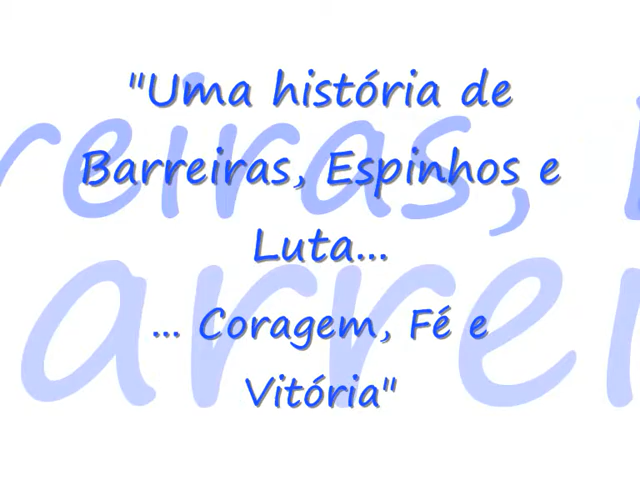 "Uma história de
Barreiras, Espinhos e
Luta...
... Coragem, Fé e
Vitória"